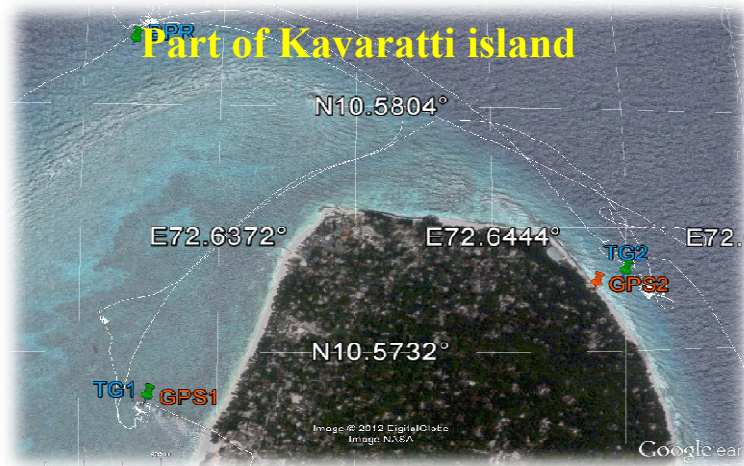 DPR
Part of Kavaratti island
N10.5804°
E72.6372°
E72.6444°
E72.
TG2
GPS2
N10.5732°
TG1
GPS1
Image © 2012 DigitalGlobe
Image NASA
Google ear